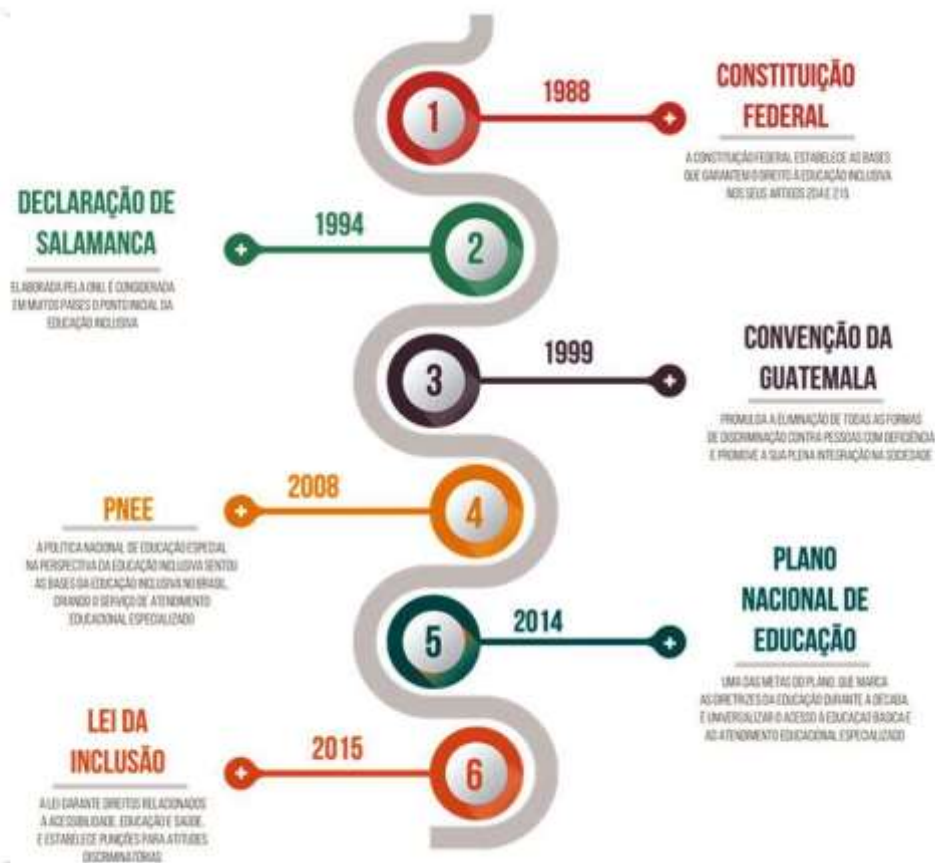 1
1988
CONSTITUIÇÃO
FEDERAL
A CONSTITUIÇÃO FEDERAL ESTABELECE AS BASES
QUE GARANTEM O DIREITO À EDUCAÇÃO INCLUSIVA
NOS SEUS ARTIGOS 204 E 215
DECLARAÇÃO DE
SALAMANCA
1994
2
ELABORADA PELA ONU, É CONSIDERADA
EM MUITOS PAÍSES O PONTO INICIAL DA
EDUCAÇÃO INCLUSIVA
3
1999
CONVENÇÃO DA
GUATEMALA
PROMULGA A ELIMINAÇÃO DE TODAS AS FORMAS
DE DISCRIMINAÇÃO CONTRA PESSOAS COM DEFICIÊNCIA
E PROMOVE A SUA PLENA INTEGRAÇÃO NA SOCIEDADE
PNEE
2008
4
A POLÍTICA NACIONAL DE EDUCAÇÃO ESPECIAL
NA PERSPECTIVA DA EDUCAÇÃO INCLUSIVA SENTOU
AS BASES DA EDUCAÇÃO INCLUSIVA NO BRASIL,
CRIANDO O SERVIÇO DE ATENDIMENTO
EDUCACIONAL ESPECIALIZADO
5
2014
PLANO
NACIONAL DE
EDUCAÇÃO
UMA DAS METAS DO PLANO, QUE MARCA
AS DIRETRIZES DA EDUCAÇÃO DURANTE A DÉCADA,
É UNIVERSALIZAR O ACESSO À EDUCAÇÃO BÁSICA E
AO ATENDIMENTO EDUCACIONAL ESPECIALIZADO
LEI DA
INCLUSÃO
2015
6
A LEI GARANTE DIREITOS RELACIONADOS
À ACESSIBILIDADE, EDUCAÇÃO E SAÚDE,
E ESTABELECE PUNIÇÕES PARA ATITUDES
DISCRIMINATÓRIAS